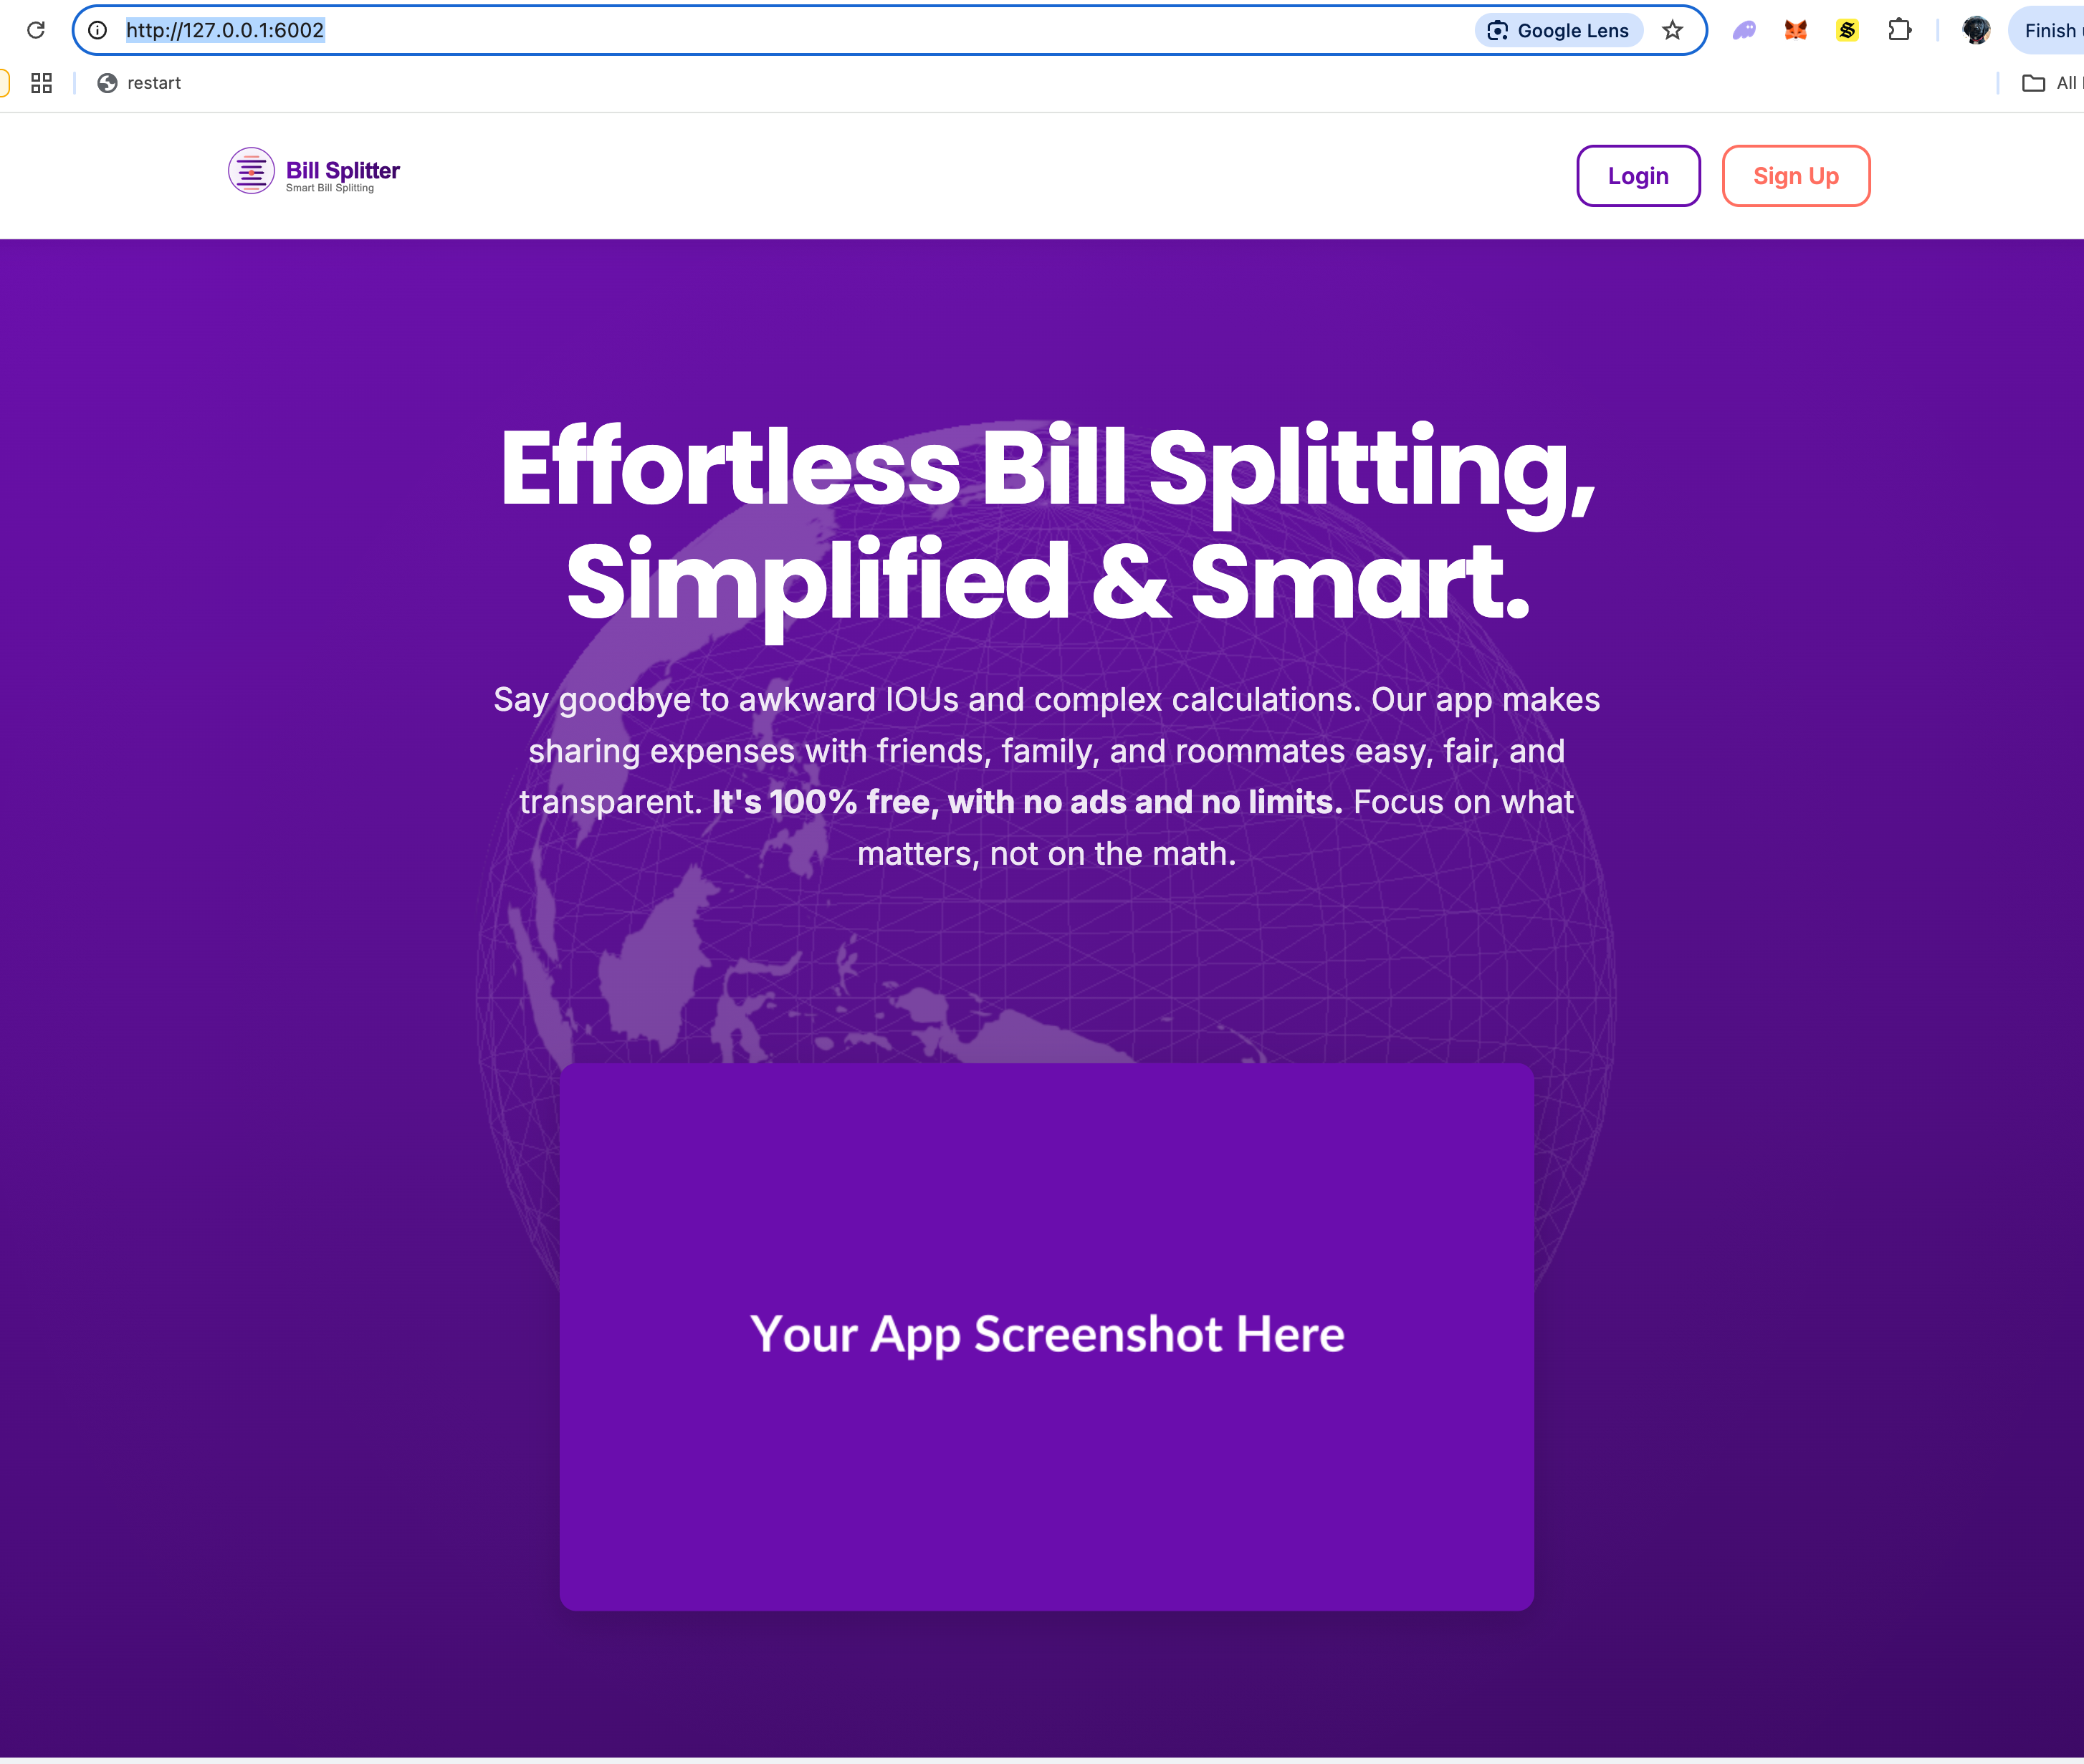 http://127.0.0.1:6002
Google Lens
Finish
restart
All
Bill Splitter
Smart Bill Splitting
Login
Sign Up
Effortless Bill Splitting,
Simplified & Smart.
Say goodbye to awkward IOUs and complex calculations. Our app makes
sharing expenses with friends, family, and roommates easy, fair, and
transparent. It's 100% free, with no ads and no limits. Focus on what
matters, not on the math.
Your App Screenshot Here